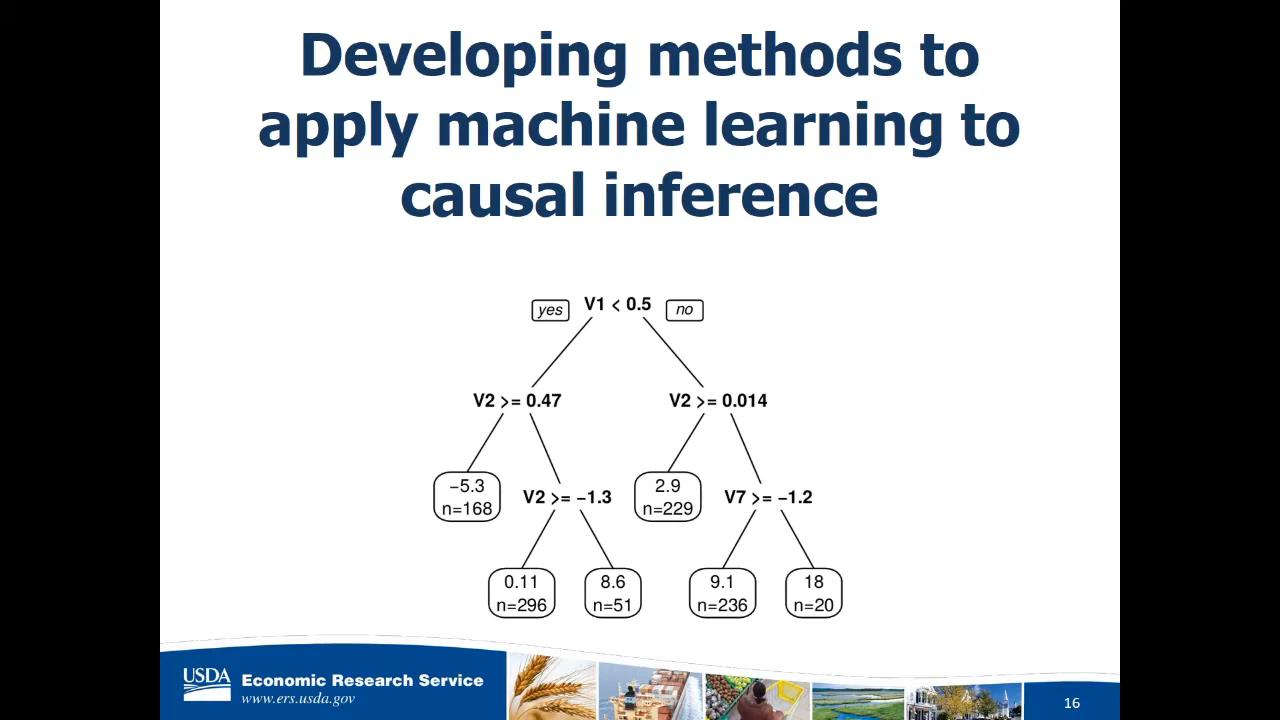 Developing methods to
apply machine learning to
causal inference
yes V1 < 0.5 no
V2 >= 0.47 V2 >= 0.014
−5.3 V2 >= −1.3 2.9 V7 >= −1.2
n=168 n=229
0.11 8.6 9.1 18
n=296 n=51 n=236 n=20
USDA Economic Research Service
www.ers.usda.gov
16